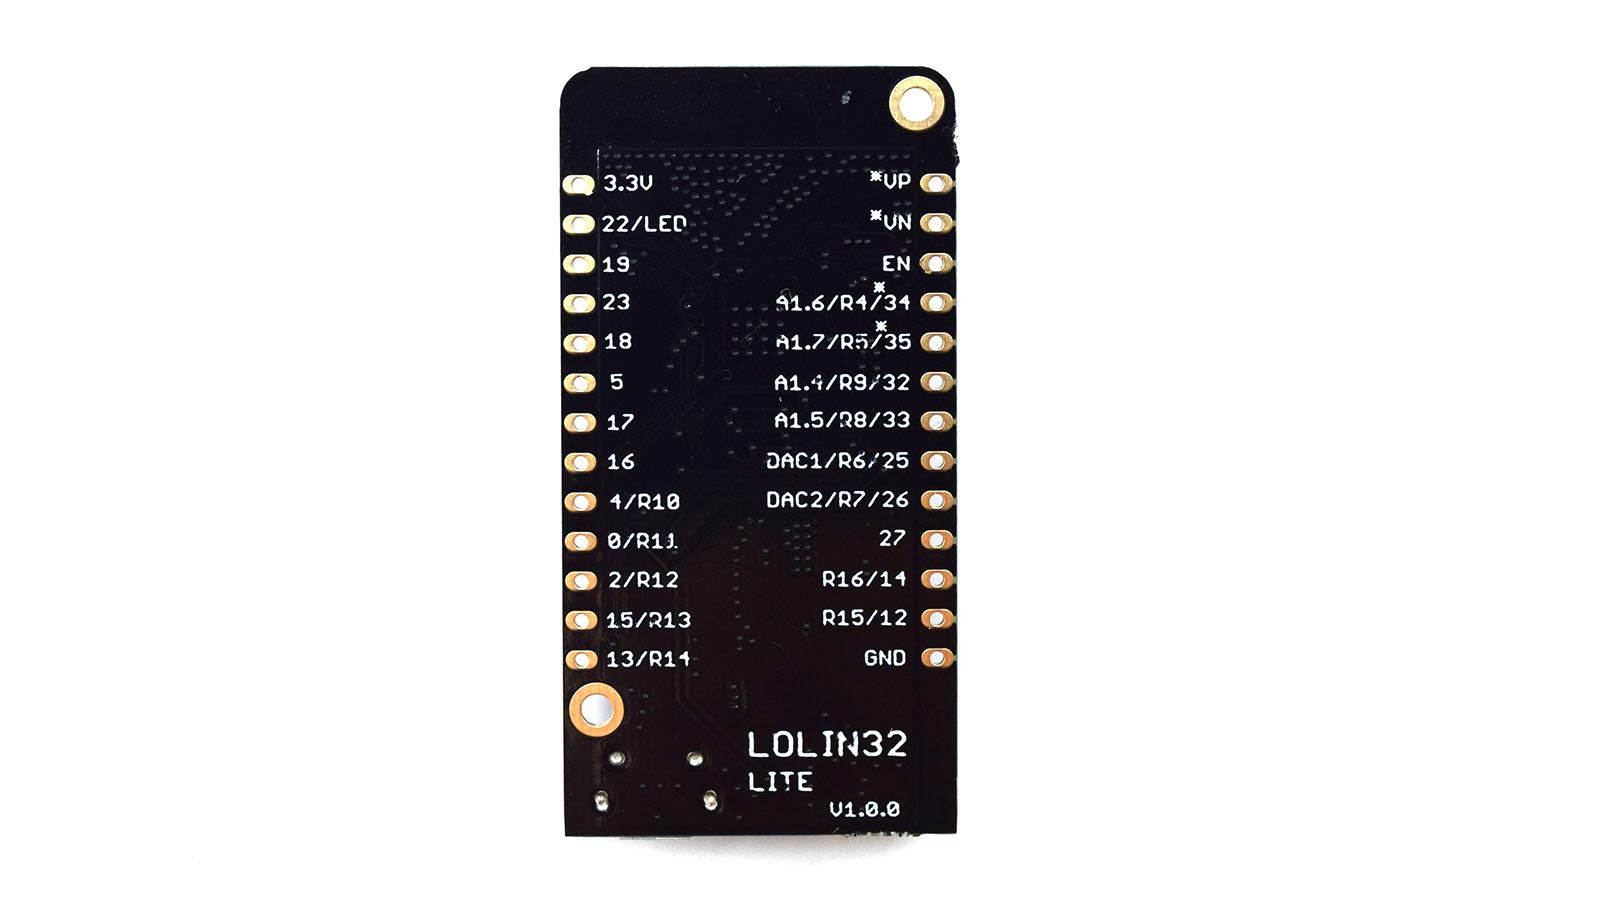 3.3V *VP
22/LED *VN
19 EN
23 A1.6/R4/*34
18 A1.7/R5/*35
5 A1.4/R9/32
17 A1.5/R8/33
16 DAC1/R6/25
4/R10 DAC2/R7/26
0/R11 27
2/R12 R16/14
15/R13 R15/12
13/R14 GND
LOLIN32
LITE
V1.0.0